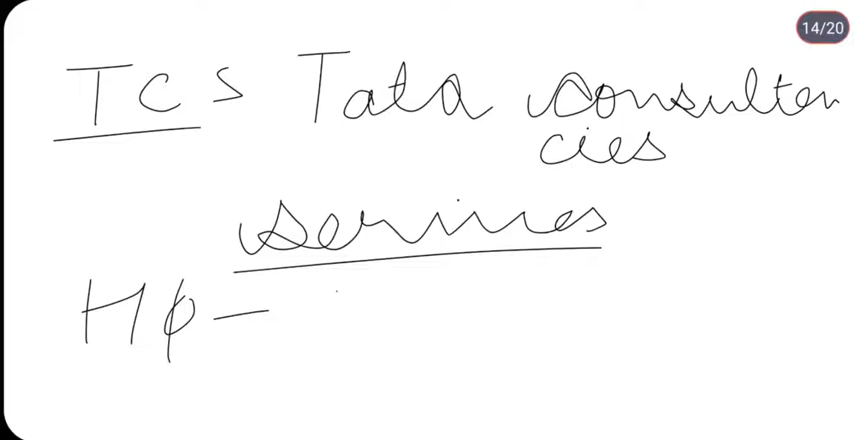 14/20
TCS Tata consulten
cies
services
Hp -